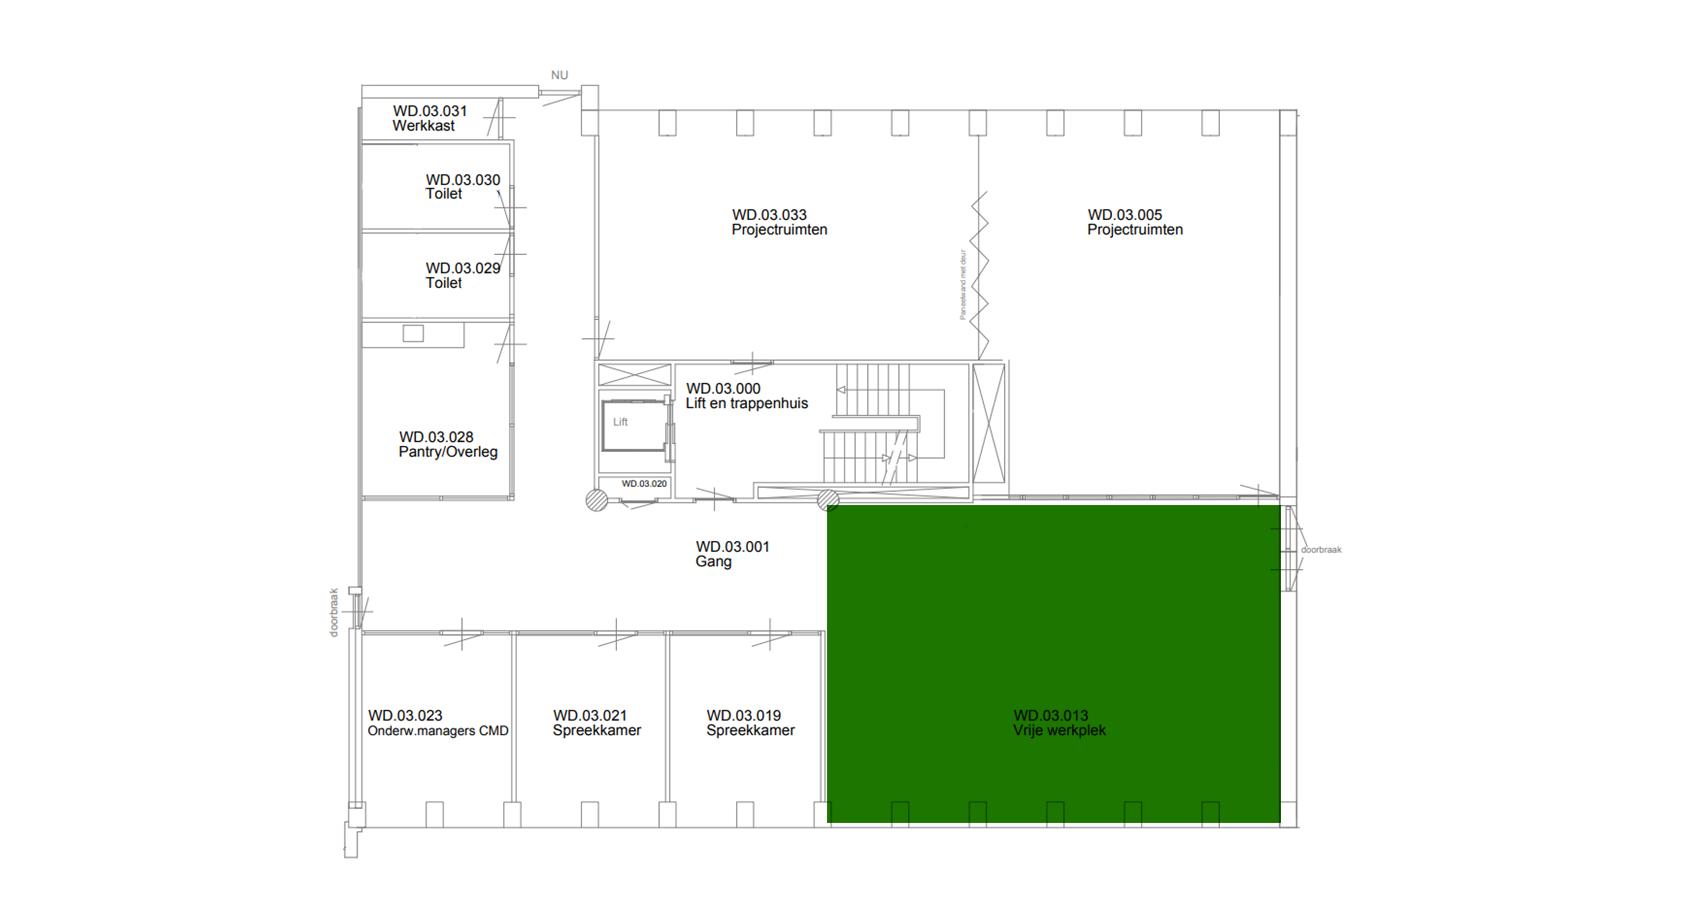 NU
WD.03.031
Werkkast
WD.03.030
Toilet
WD.03.029
Toilet
WD.03.033
Projectruimten
WD.03.005
Projectruimten
Paneelwand met deur
WD.03.000
Lift en trappenhuis
Lift
WD.03.028
Pantry/Overleg
WD.03.020
WD.03.001
Gang
doorbraak
doorbraak
WD.03.023
Onderw.managers CMD
WD.03.021
Spreekkamer
WD.03.019
Spreekkamer
WD.03.013
Vrije werkplek